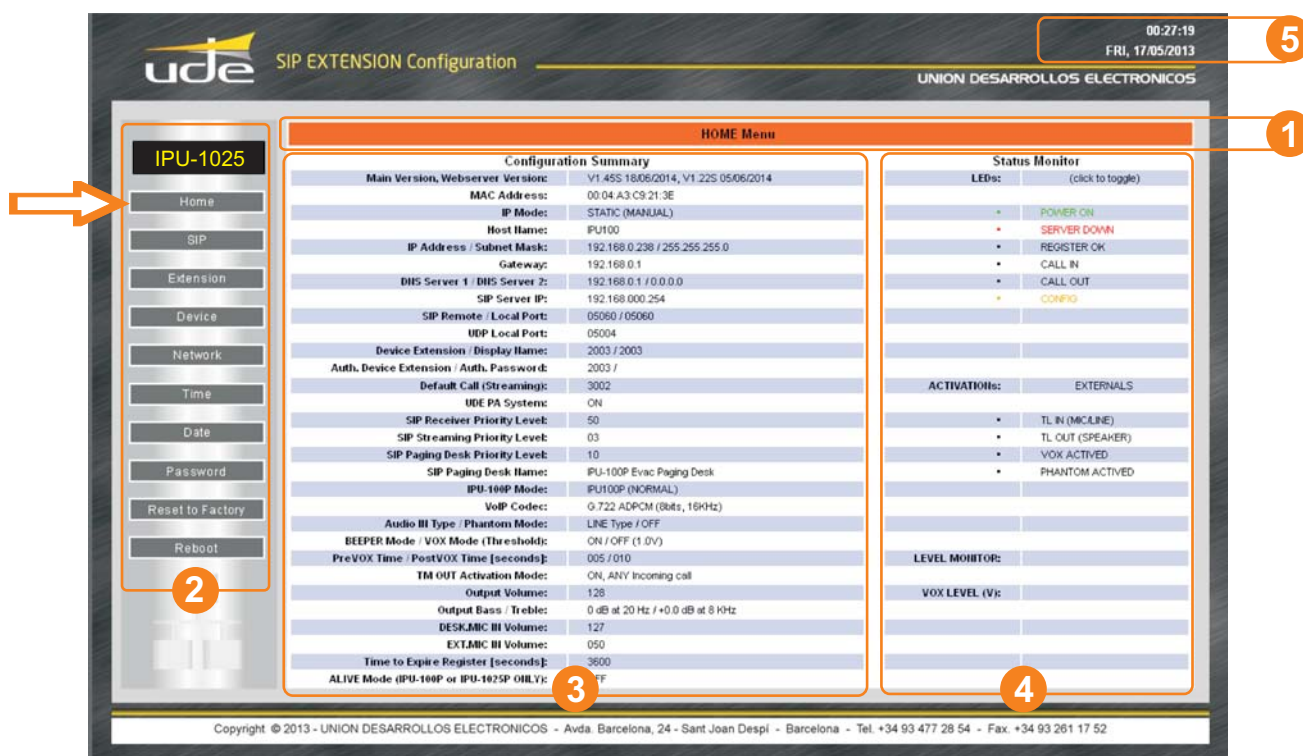 00:27:19
FRI, 17/05/2013
5
ude
SIP EXTENSION Configuration
UNION DESARROLLOS ELECTRONICOS
HOME Menu
1
IPU-1025
Home
SIP
Extension
Device
Network
Time
Date
Password
Reset to Factory
Reboot
2
Configuration Summary
Main Version, Webserver Version: V1.45S 18/06/2014, V1.22S 05/06/2014
MAC Address: 00:04:A3:C9:21:3E
IP Mode: STATIC (MANUAL)
Host Name: IPU100
IP Address / Subnet Mask: 192.168.0.238 / 255.255.255.0
Gateway: 192.168.0.1
DNS Server 1 / DNS Server 2: 192.168.0.1 / 0.0.0.0
SIP Server IP: 192.168.000.254
SIP Remote / Local Port: 05060 / 05060
UDP Local Port: 05004
Device Extension / Display Name: 2003 / 2003
Auth. Device Extension / Auth. Password: 2003 /
Default Call (Streaming): 3002
UDE PA System: ON
SIP Receiver Priority Level: 50
SIP Streaming Priority Level: 03
SIP Paging Desk Priority Level: 10
SIP Paging Desk Name: IPU-100P Evac Paging Desk
IPU-100P Mode: IPU100P (NORMAL)
VoIP Codec: G.722 ADPCM (8bits, 16KHz)
Audio IN Type / Phantom Mode: LINE Type / OFF
BEEPER Mode / VOX Mode (Threshold): ON / OFF (1.0V)
PreVOX Time / PostVOX Time [seconds]: 005 / 010
TM OUT Activation Mode: ON, ANY Incoming call
Output Volume: 128
Output Bass / Treble: 0 dB at 20 Hz / +0.0 dB at 8 KHz
DESK.MIC IN Volume: 127
EXT.MIC IN Volume: 050
Time to Expire Register [seconds]: 3600
ALIVE Mode (IPU-100P or IPU-1025P ONLY): FF
3
Status Monitor
LEDs: (click to toggle)
• POWER ON
• SERVER DOWN
• REGISTER OK
• CALL IN
• CALL OUT
• CONFIG
ACTIVATIONs: EXTERNALS
• TL IN (MIC/LINE)
• TL OUT (SPEAKER)
• VOX ACTIVED
• PHANTOM ACTIVED
LEVEL MONITOR:
VOX LEVEL (V):
4
Copyright © 2013 - UNION DESARROLLOS ELECTRONICOS - Avda. Barcelona, 24 - Sant Joan Despí - Barcelona - Tel. +34 93 477 28 54 - Fax. +34 93 261 17 52